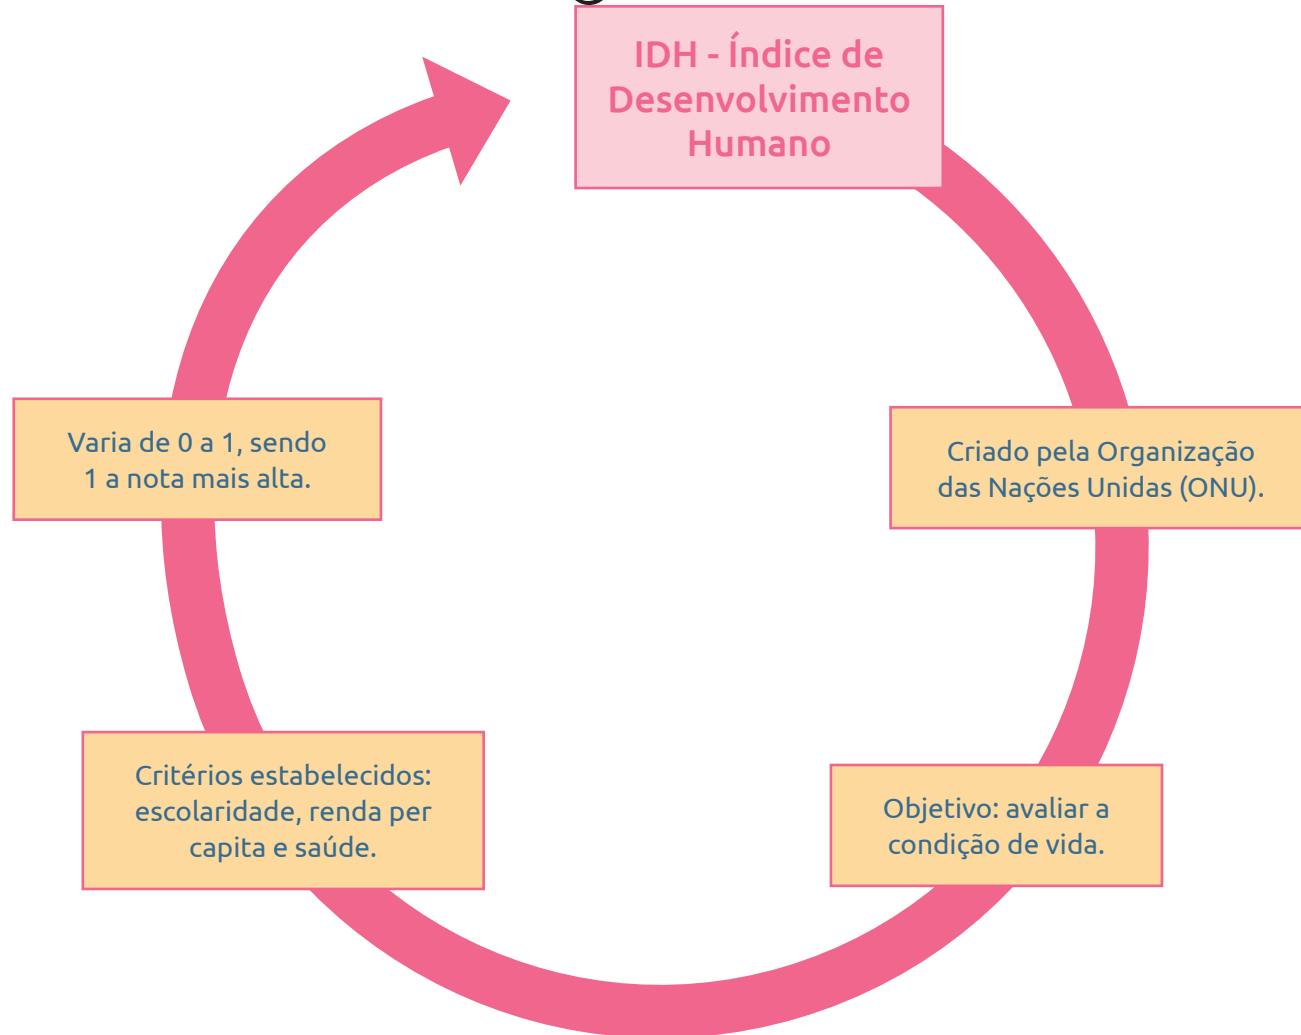 IDH - Índice de
Desenvolvimento
Humano
Criado pela Organização
das Nações Unidas (ONU).
Objetivo: avaliar a
condição de vida.
Critérios estabelecidos:
escolaridade, renda per
capita e saúde.
Varia de 0 a 1, sendo
1 a nota mais alta.